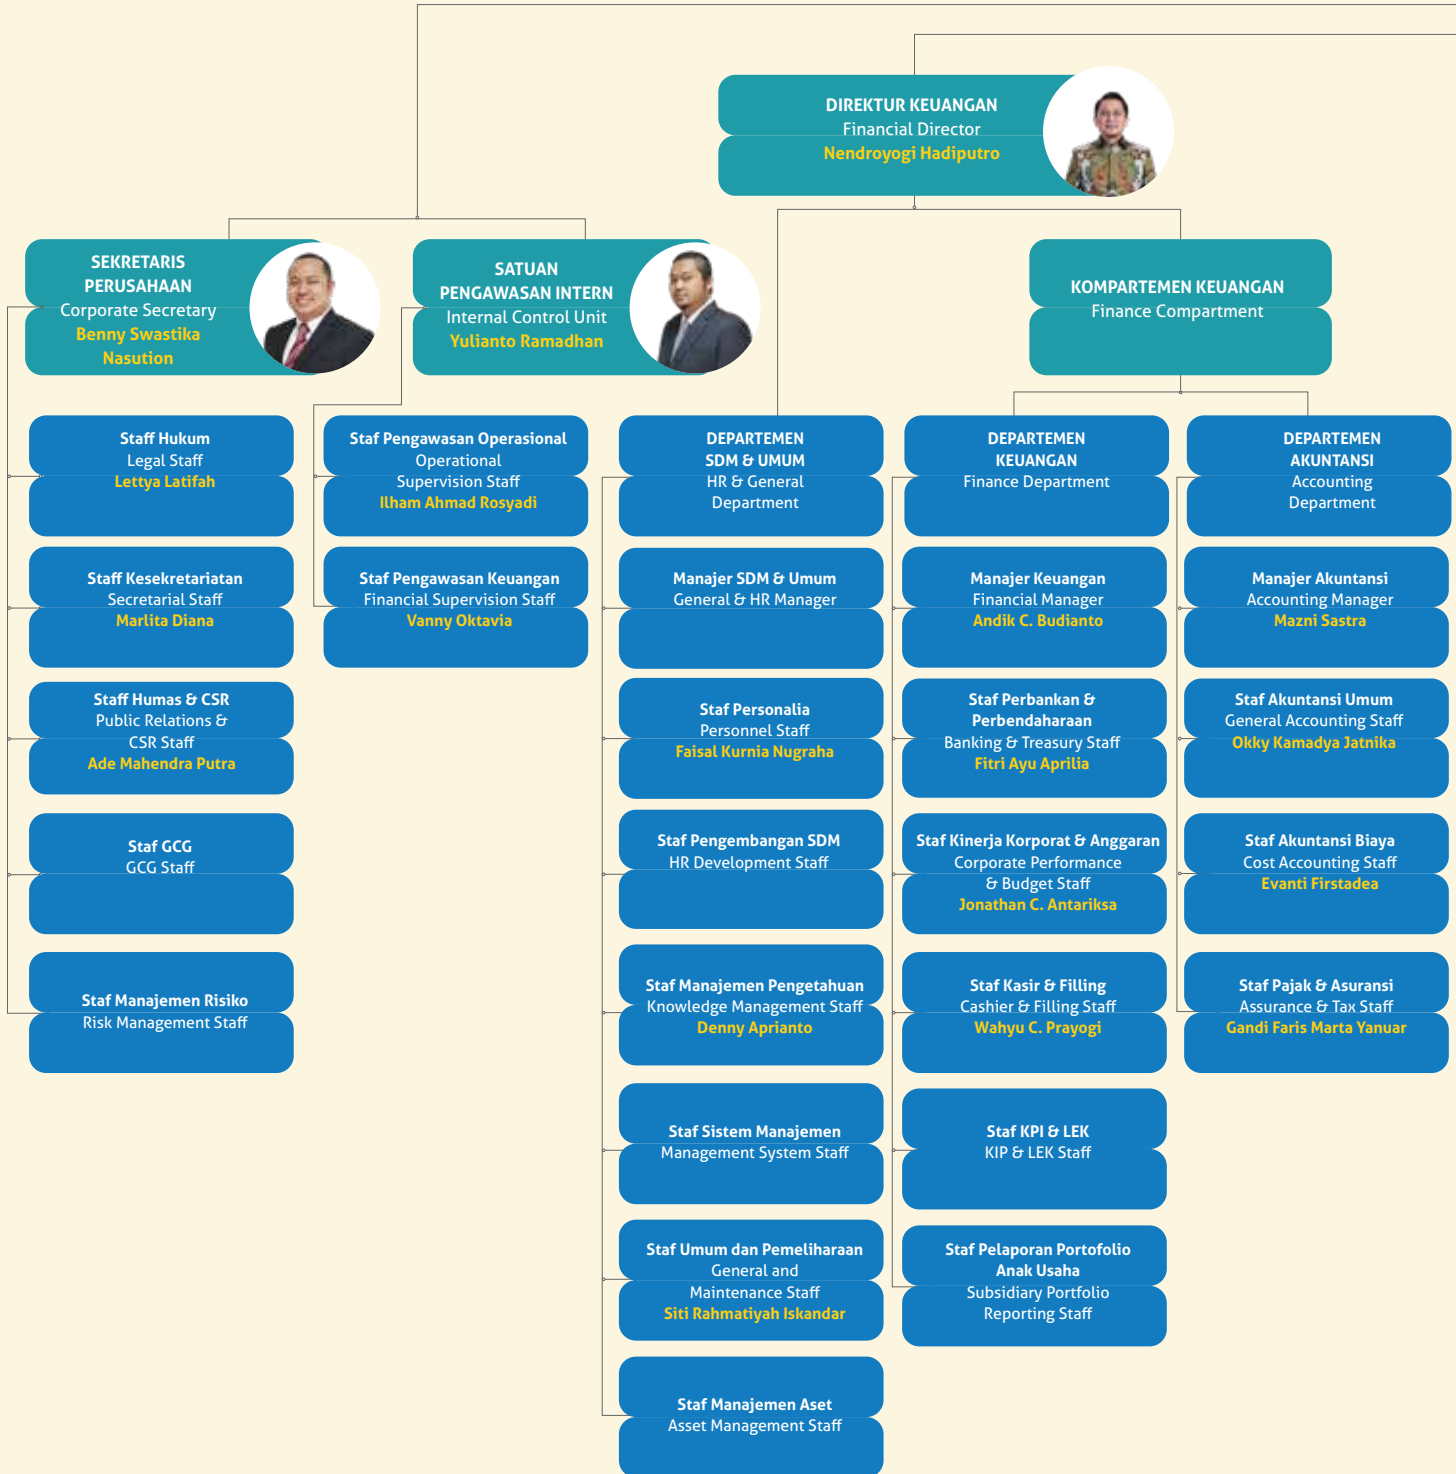 DIREKTUR KEUANGAN
Financial Director
Nendroyogi Hadiputro
SEKRETARIS
PERUSAHAAN
Corporate Secretary
Benny Swastika
Nasution
SATUAN
PENGAWASAN INTERN
Internal Control Unit
Yulianto Ramadhan
KOMPARTEMEN KEUANGAN
Finance Compartment
Staff Hukum
Legal Staff
Lettya Latifah
Staff Kesekretariatan
Secretarial Staff
Marlita Diana
Staff Humas & CSR
Public Relations &
CSR Staff
Ade Mahendra Putra
Staf GCG
GCG Staff
Staf Manajemen Risiko
Risk Management Staff
Staf Pengawasan Operasional
Operational
Supervision Staff
Ilham Ahmad Rosyadi
Staf Pengawasan Keuangan
Financial Supervision Staff
Vanny Oktavia
DEPARTEMEN
SDM & UMUM
HR & General
Department
Manajer SDM & Umum
General & HR Manager
Staf Personalia
Personnel Staff
Faisal Kurnia Nugraha
Staf Pengembangan SDM
HR Development Staff
Staf Manajemen Pengetahuan
Knowledge Management Staff
Denny Aprianto
Staf Sistem Manajemen
Management System Staff
Staf Umum dan Pemeliharaan
General and
Maintenance Staff
Siti Rahmatiyah Iskandar
Staf Manajemen Aset
Asset Management Staff
DEPARTEMEN
KEUANGAN
Finance Department
Manajer Keuangan
Financial Manager
Andik C. Budianto
Staf Perbankan &
Perbendaharaan
Banking & Treasury Staff
Fitri Ayu Aprilia
Staf Kinerja Korporat & Anggaran
Corporate Performance
& Budget Staff
Jonathan C. Antariksa
Staf Kasir & Filling
Cashier & Filling Staff
Wahyu C. Prayogi
Staf KPI & LEK
KIP & LEK Staff
Staf Pelaporan Portofolio
Anak Usaha
Subsidiary Portfolio
Reporting Staff
DEPARTEMEN
AKUNTANSI
Accounting
Department
Manajer Akuntansi
Accounting Manager
Mazni Sastra
Staf Akuntansi Umum
General Accounting Staff
Okky Kamadya Jatnika
Staf Akuntansi Biaya
Cost Accounting Staff
Evanti Firstadea
Staf Pajak & Asuransi
Assurance & Tax Staff
Gandi Faris Marta Yanuar